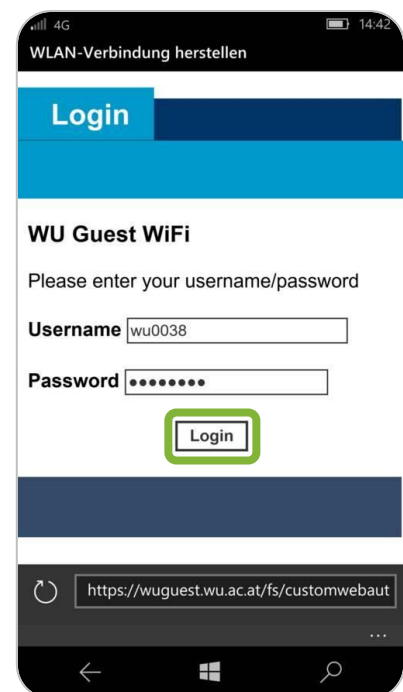 4G 14:42
WLAN-Verbindung herstellen
Login
WU Guest WiFi
Please enter your username/password
Username wu0038
Password ●●●●●●●●
Login
https://wuguest.wu.ac.at/fs/customwebaut
...